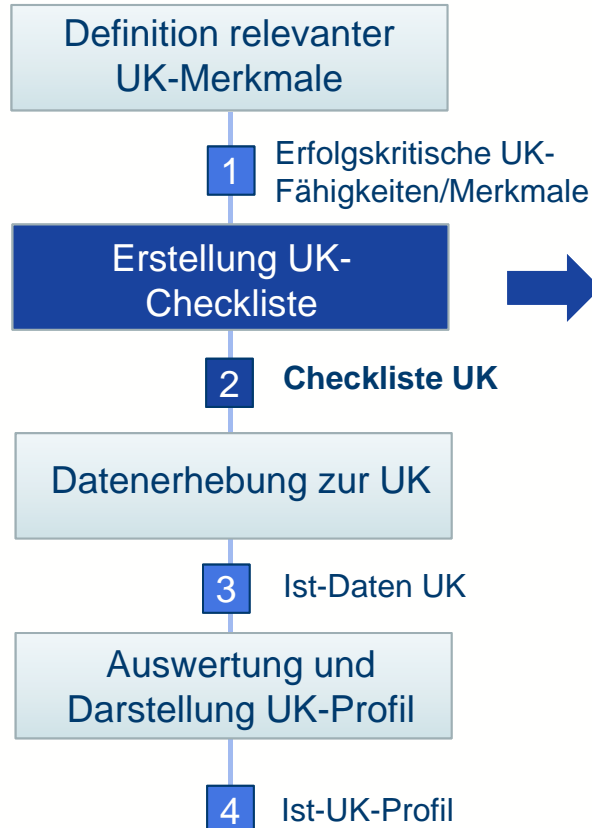 Definition relevanter
UK-Merkmale
1
Erfolgskritische UK-
Fähigkeiten/Merkmale
Erstellung UK-
Checkliste
2
Checkliste UK
Datenerhebung zur UK
3
Ist-Daten UK
Auswertung und
Darstellung UK-Profil
4
Ist-UK-Profil